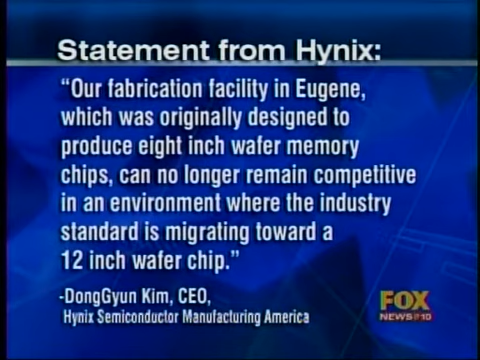 Statement from Hynix:
“Our fabrication facility in Eugene,
which was originally designed to
produce eight inch wafer memory
chips, can no longer remain competitive
in an environment where the industry
standard is migrating toward a
12 inch wafer chip.”
-DongGyun Kim, CEO,
Hynix Semiconductor Manufacturing America
FOX
NEWS@10